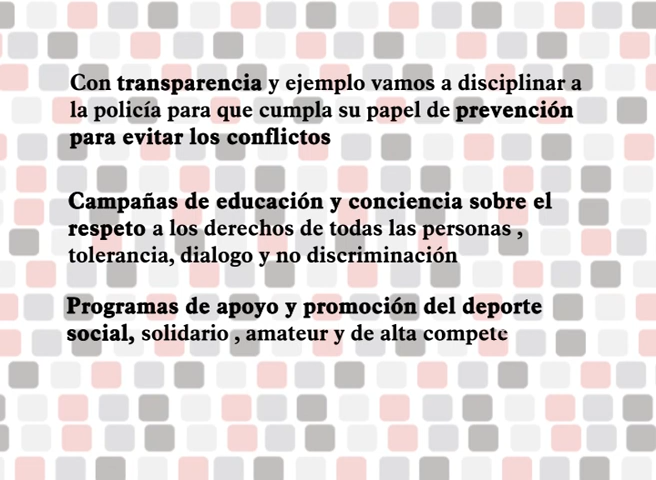 Con transparencia y ejemplo vamos a disciplinar a
la policía para que cumpla su papel de prevención
para evitar los conflictos
Campañas de educación y conciencia sobre el
respeto a los derechos de todas las personas ,
tolerancia, dialogo y no discriminación
Programas de apoyo y promoción del deporte
social, solidario , amateur y de alta compete